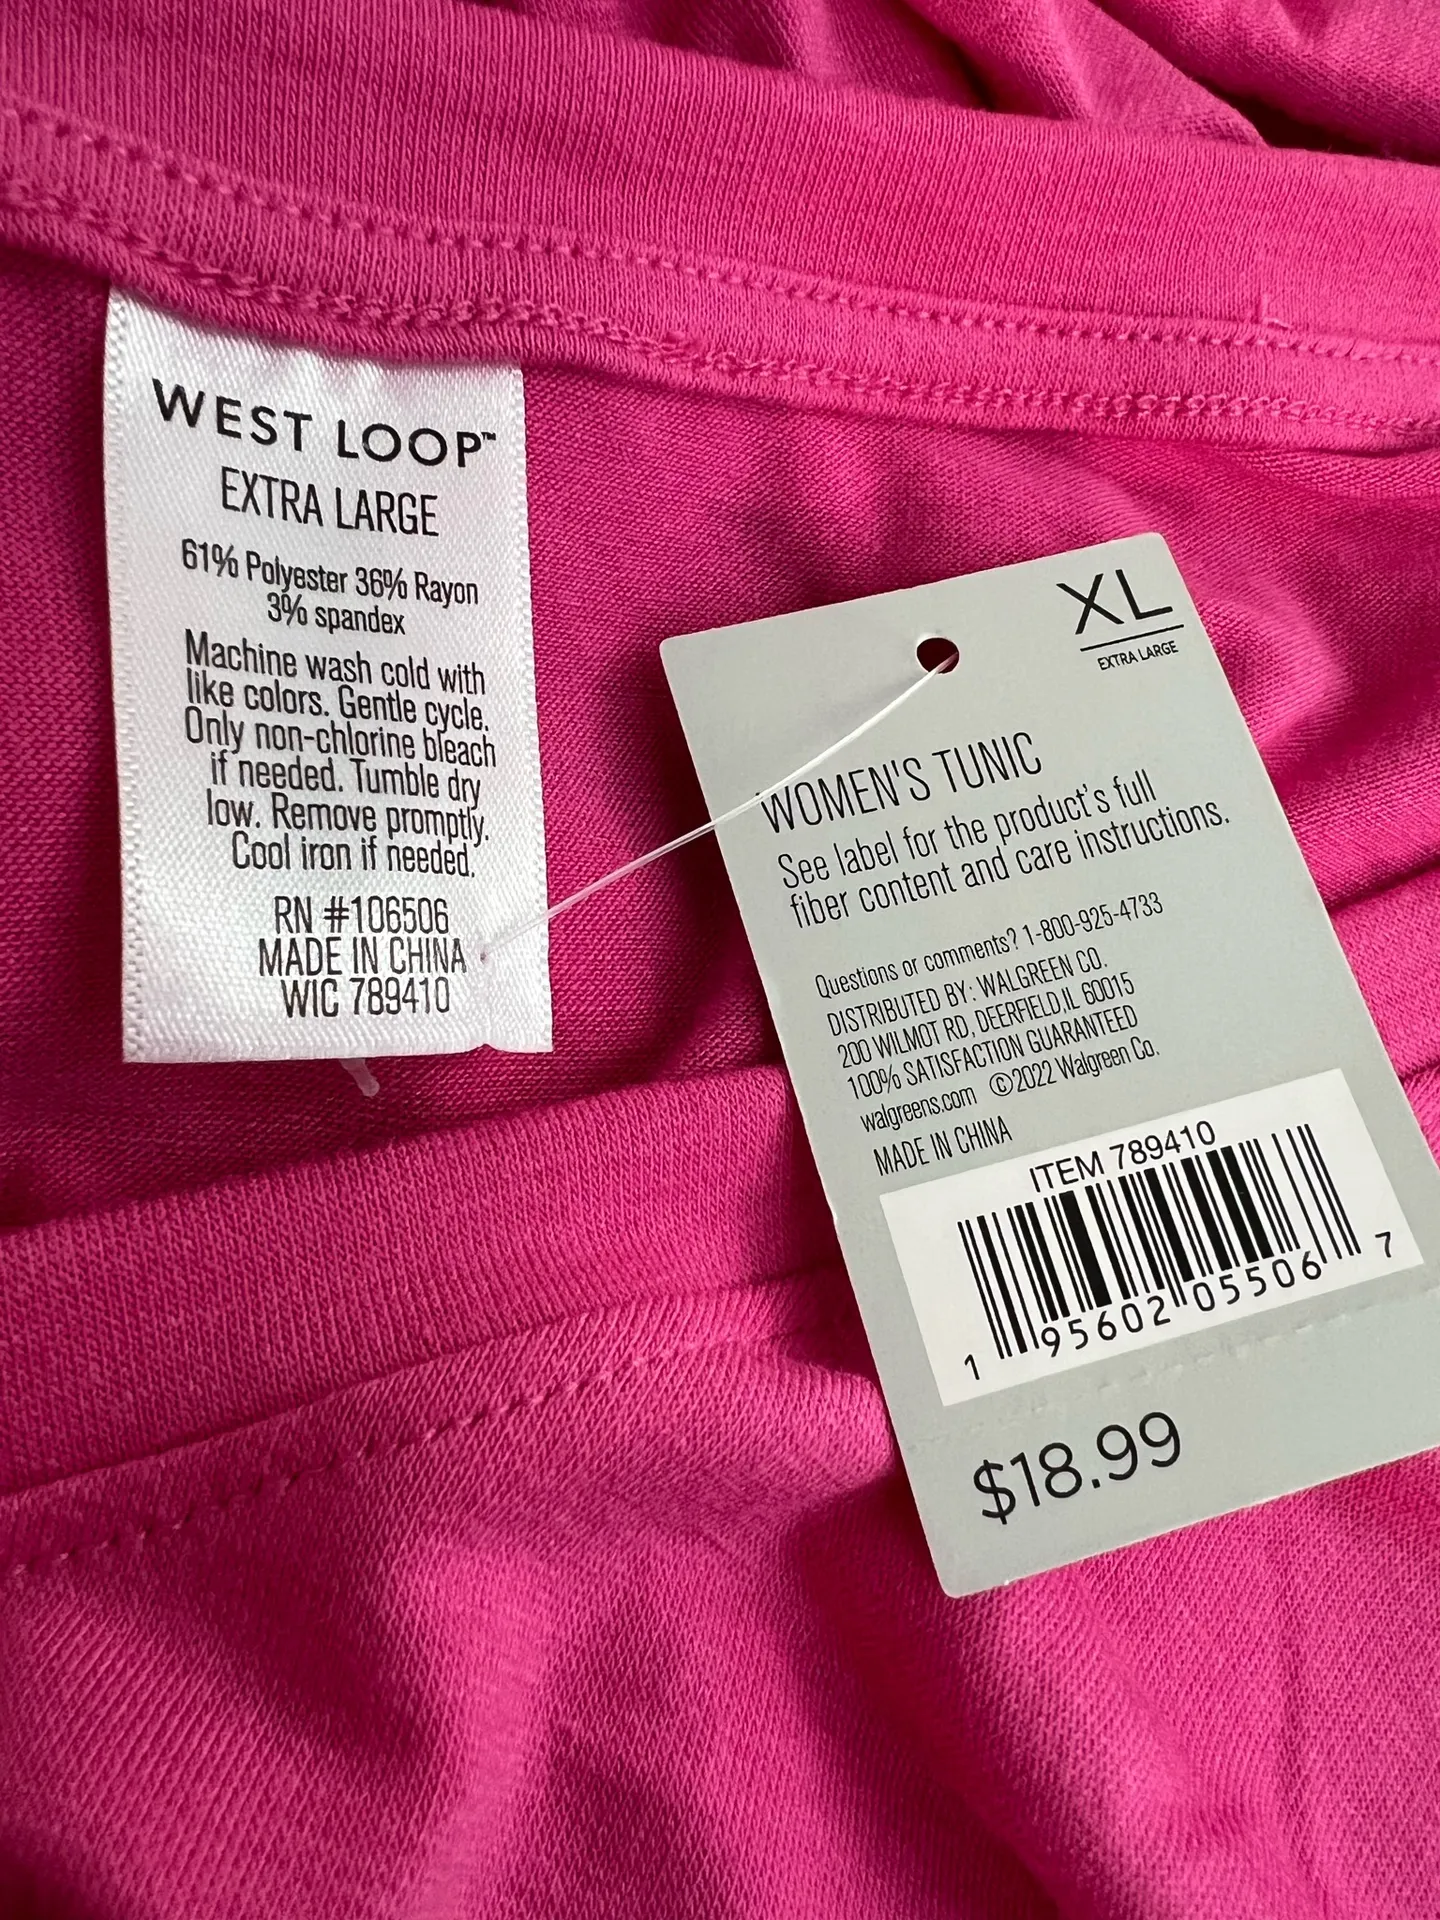 WEST LOOP™
EXTRA LARGE
61% Polyester 36% Rayon
3% spandex
Machine wash cold with
like colors. Gentle cycle.
Only non-chlorine bleach
if needed. Tumble dry
low. Remove promptly.
Cool iron if needed.
RN #106506
MADE IN CHINA
WIC 789410
XL
EXTRA LARGE
WOMEN'S TUNIC
See label for the product's full
fiber content and care instructions.
Questions or comments? 1-800-925-4733
DISTRIBUTED BY: WALGREEN CO.
200 WILMOT RD, DEERFIELD,IL 60015
100% SATISFACTION GUARANTEED
walgreens.com ©2022 Walgreen Co.
MADE IN CHINA
ITEM 789410
1 95602 05506 7
$18.99